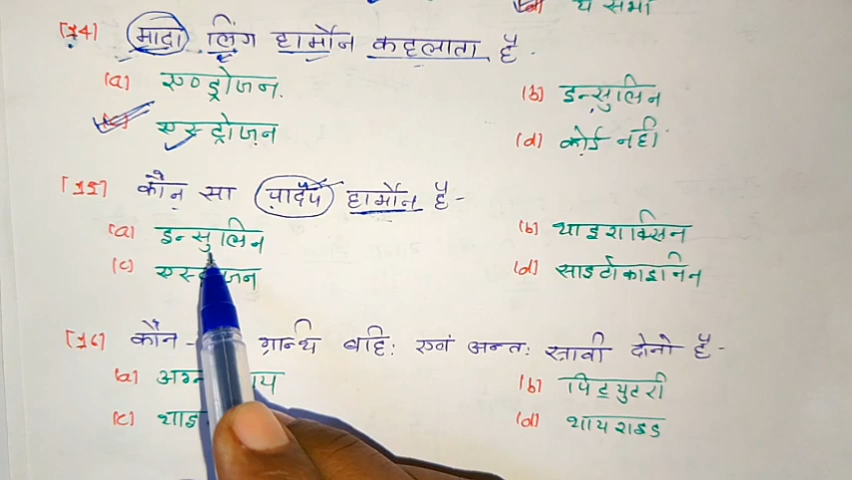 ये सभी
[14] मादा लिंग हार्मोन कहलाता है -
(a) एण्ड्रोजन. (b) इन्सुलिन
एस्ट्रोजन (d) कोई नहीं
[15] कौन सा पादप हार्मोन है -
(a) इन्सुलिन (b) थाइराक्सिन
(c) (d) साइटोकाइनिन
[16] कौन - ग्रन्थि बहि: एवं अन्त: स्रावी दोनो है -
(a) (b) पिट्युटरी
(c) (d) थायराइड